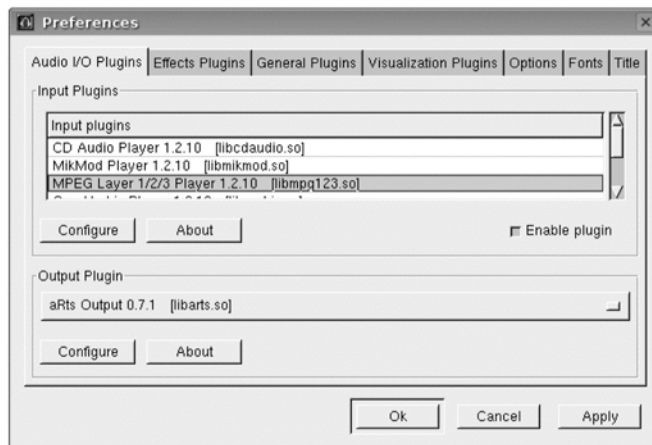 Preferences
Audio I/O Plugins Effects Plugins General Plugins Visualization Plugins Options Fonts Title
Input Plugins
Input plugins
CD Audio Player 1.2.10 [libcdaudio.so]
MikMod Player 1.2.10 [libmikmod.so]
MPEG Layer 1/2/3 Player 1.2.10 [libmpg123.so]
Configure About Enable plugin
Output Plugin
aRts Output 0.7.1 [libarts.so]
Configure About
Ok Cancel Apply